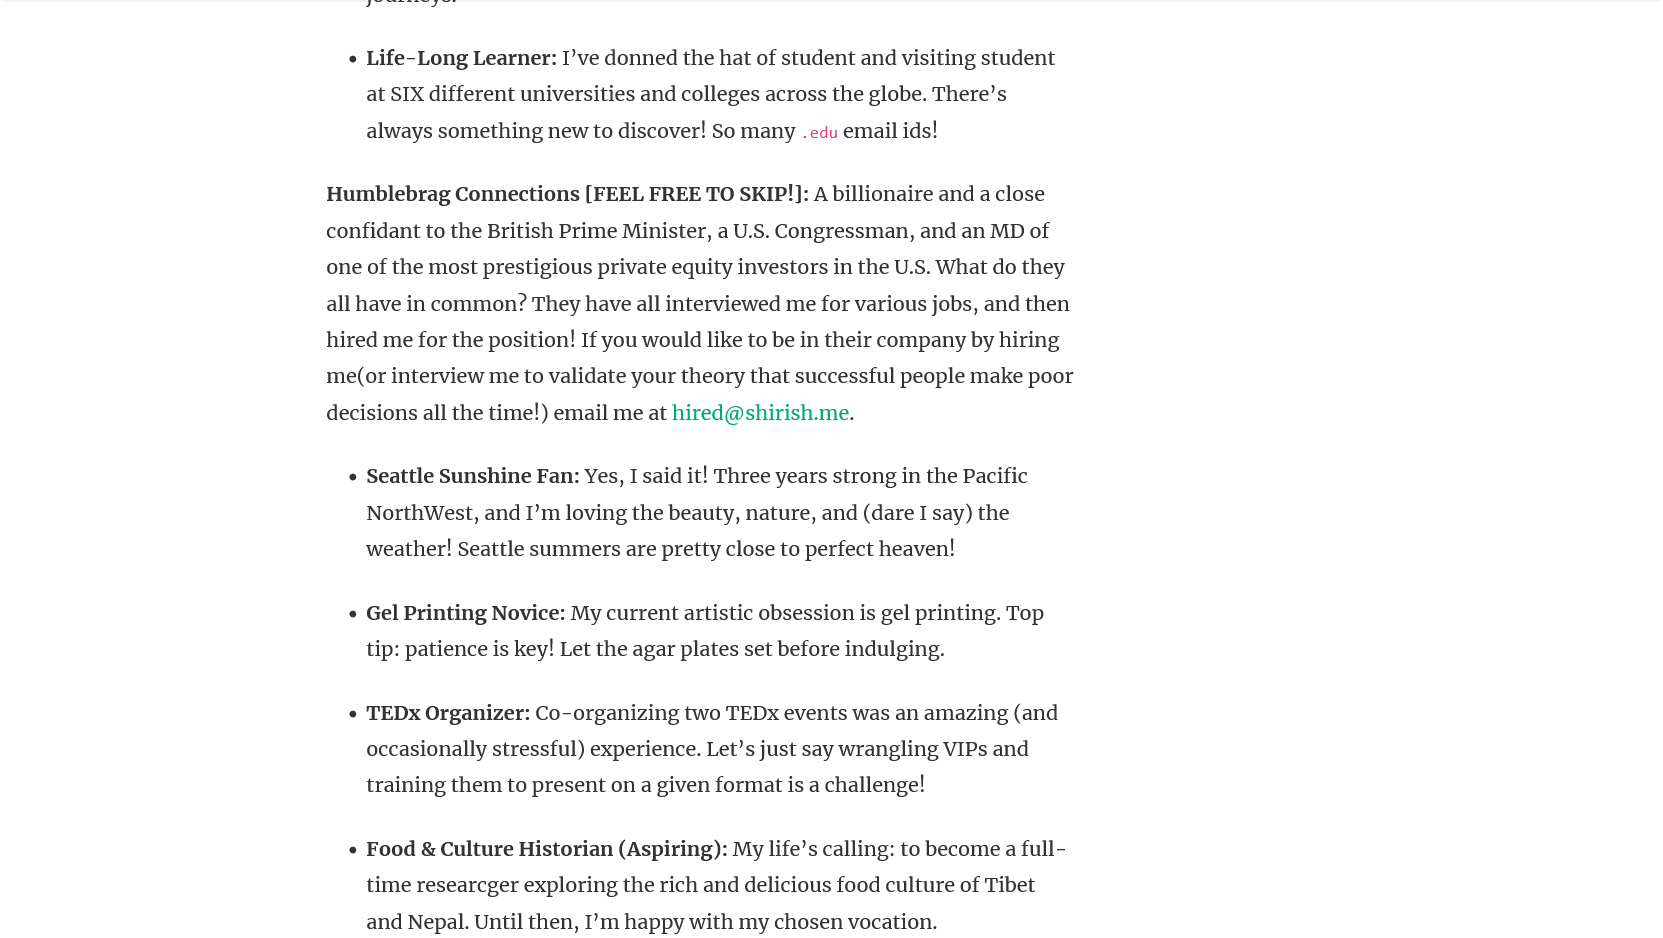 journeys.
Life-Long Learner: I’ve donned the hat of student and visiting student
at SIX different universities and colleges across the globe. There’s
always something new to discover! So many .edu email ids!
Humblebrag Connections [FEEL FREE TO SKIP!]: A billionaire and a close
confidant to the British Prime Minister, a U.S. Congressman, and an MD of
one of the most prestigious private equity investors in the U.S. What do they
all have in common? They have all interviewed me for various jobs, and then
hired me for the position! If you would like to be in their company by hiring
me(or interview me to validate your theory that successful people make poor
decisions all the time!) email me at hired@shirish.me.
Seattle Sunshine Fan: Yes, I said it! Three years strong in the Pacific
NorthWest, and I’m loving the beauty, nature, and (dare I say) the
weather! Seattle summers are pretty close to perfect heaven!
Gel Printing Novice: My current artistic obsession is gel printing. Top
tip: patience is key! Let the agar plates set before indulging.
TEDx Organizer: Co-organizing two TEDx events was an amazing (and
occasionally stressful) experience. Let’s just say wrangling VIPs and
training them to present on a given format is a challenge!
Food & Culture Historian (Aspiring): My life’s calling: to become a full-
time researcger exploring the rich and delicious food culture of Tibet
and Nepal. Until then, I’m happy with my chosen vocation.